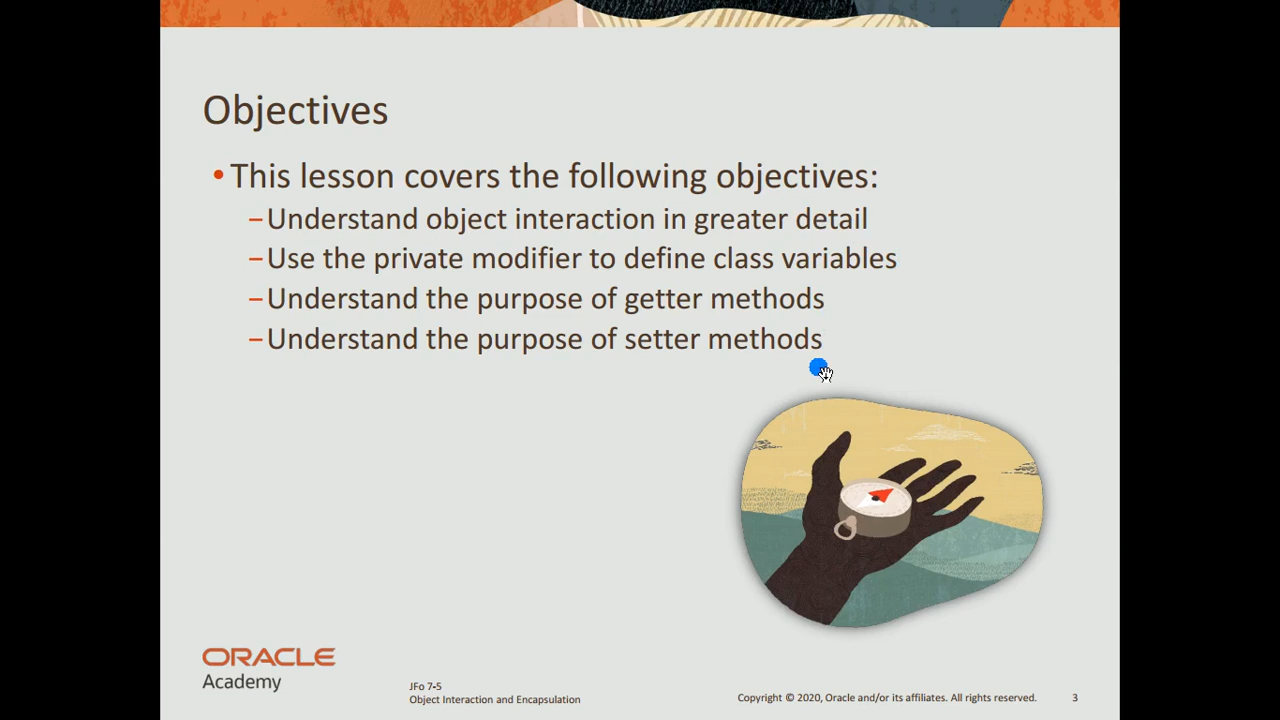 Objectives
•This lesson covers the following objectives:
–Understand object interaction in greater detail
–Use the private modifier to define class variables
–Understand the purpose of getter methods
–Understand the purpose of setter methods
ORACLE
Academy
JFo 7-5
Object Interaction and Encapsulation
Copyright © 2020, Oracle and/or its affiliates. All rights reserved.
3